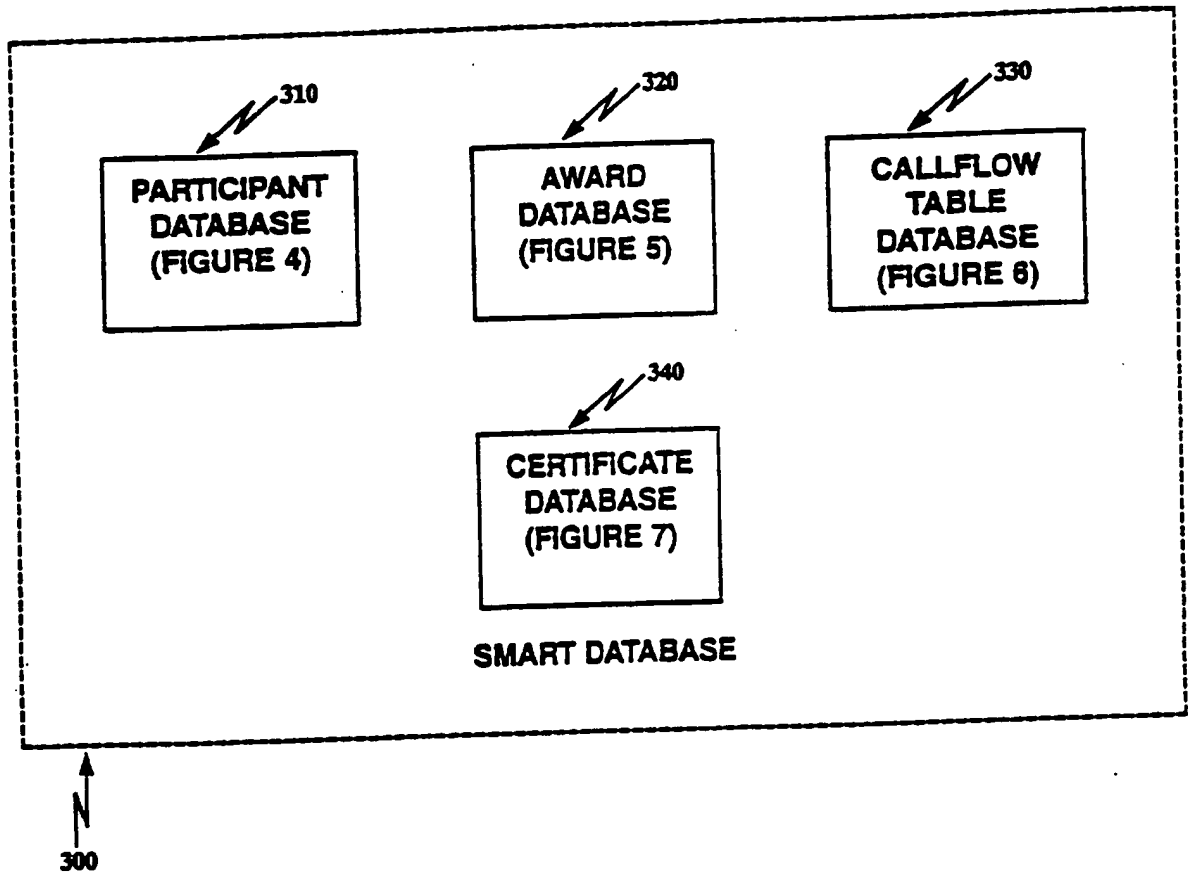 310
PARTICIPANT
DATABASE
(FIGURE 4)
320
AWARD
DATABASE
(FIGURE 5)
330
CALLFLOW
TABLE
DATABASE
(FIGURE 6)
340
CERTIFICATE
DATABASE
(FIGURE 7)
SMART DATABASE
300